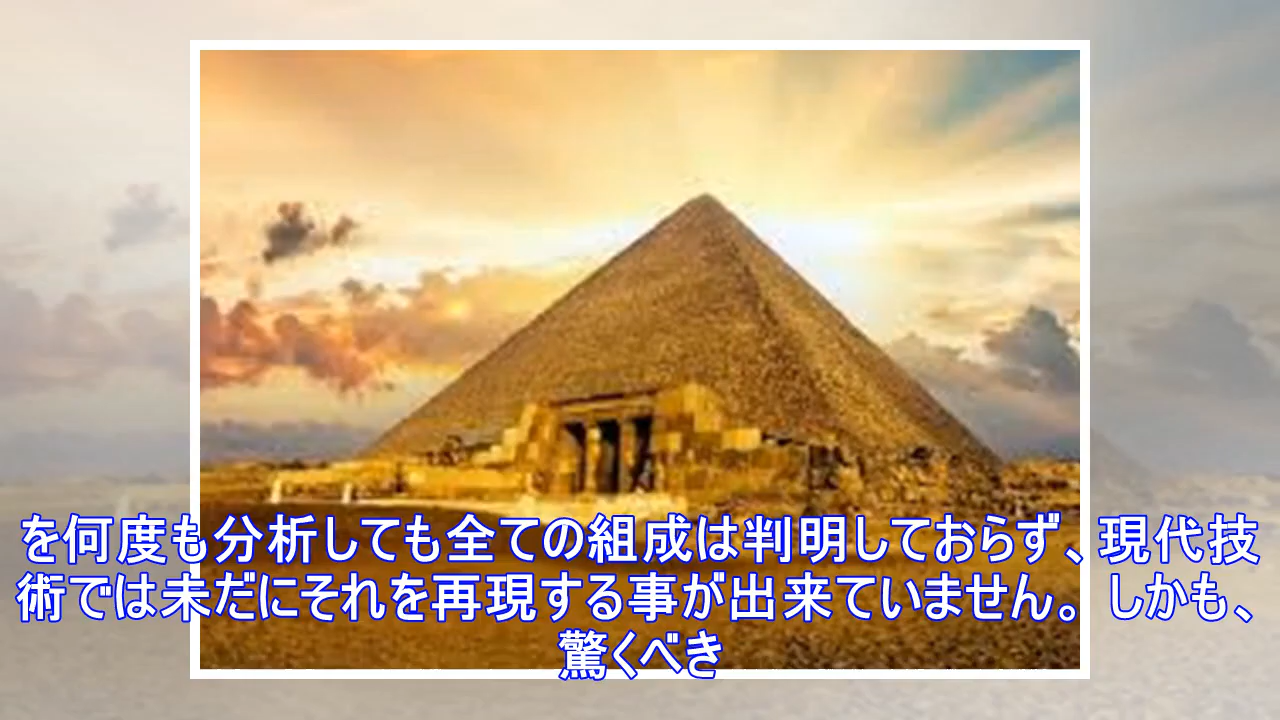 を何度も分析しても全ての組成は判明しておらず、現代技
術では未だにそれを再現する事が出来ていません。しかも、
驚くべき